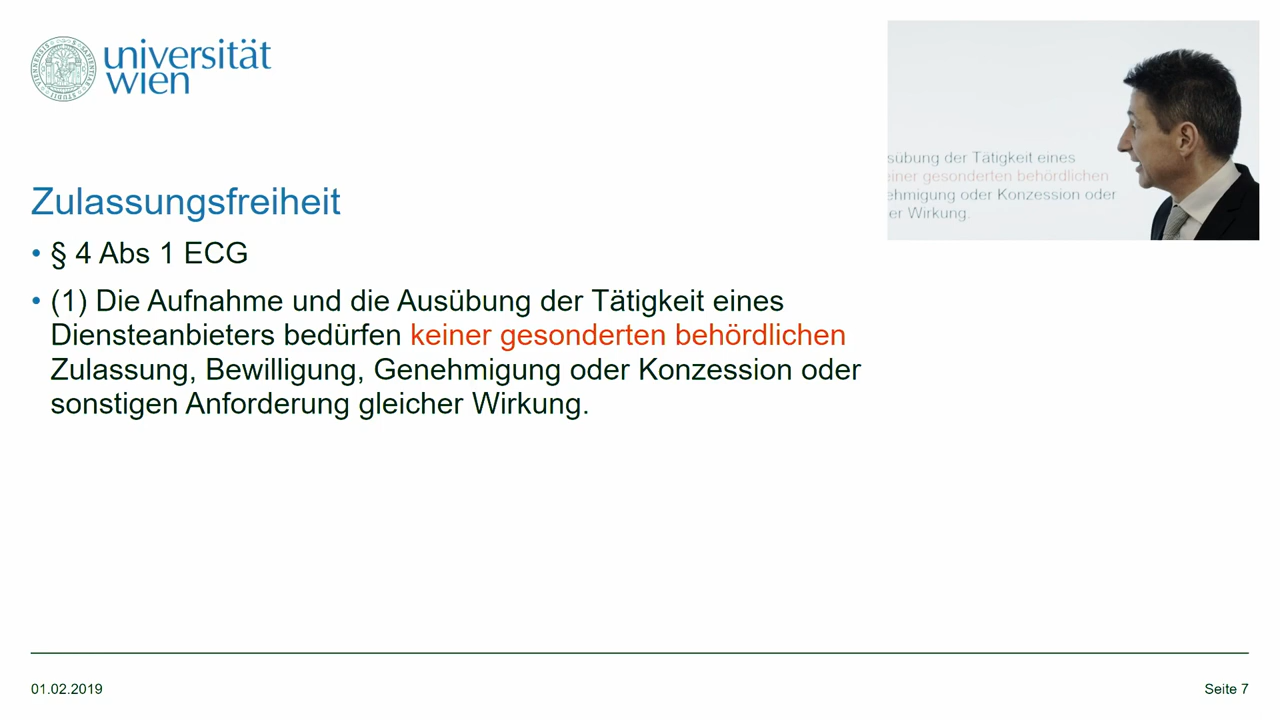 universität
wien
Zulassungsfreiheit
• § 4 Abs 1 ECG
• (1) Die Aufnahme und die Ausübung der Tätigkeit eines
Diensteanbieters bedürfen keiner gesonderten behördlichen
Zulassung, Bewilligung, Genehmigung oder Konzession oder
sonstigen Anforderung gleicher Wirkung.
sübung der Tätigkeit eines
einer gesonderten behördlichen
ehmigung oder Konzession oder
er Wirkung.
01.02.2019
Seite 7